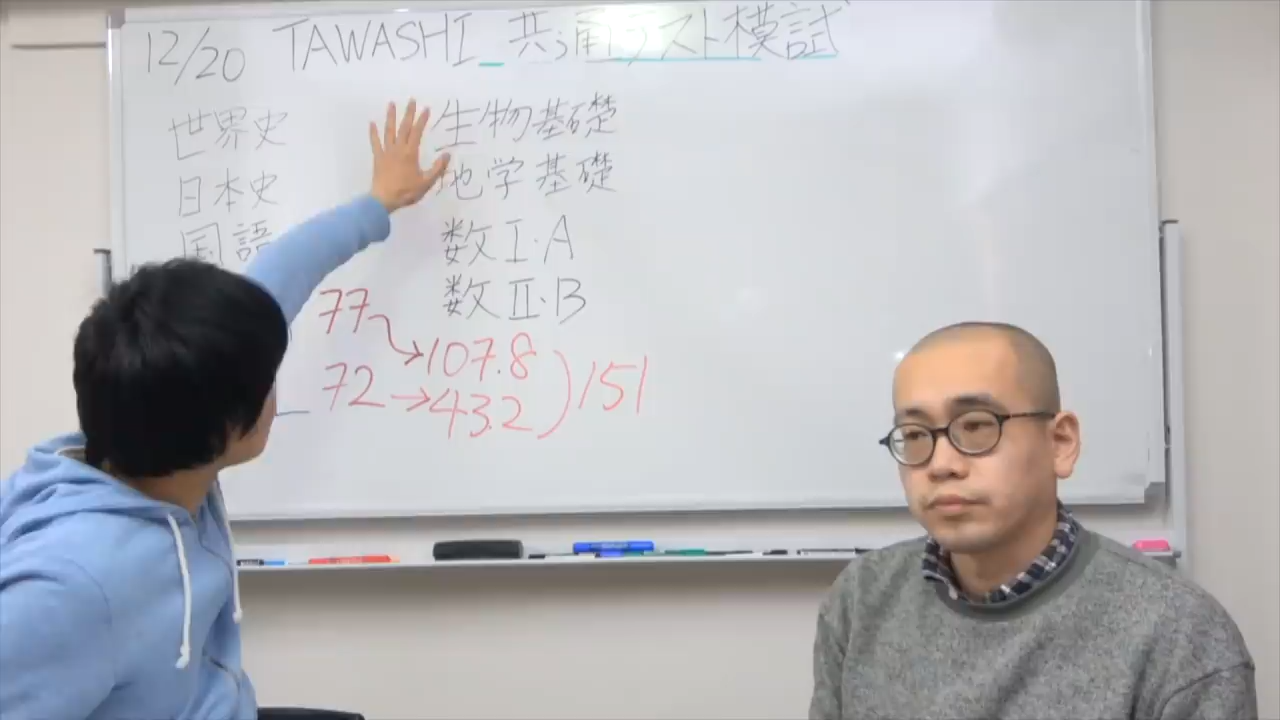 12/20 TAWASHI 共通テスト模試
世界史
日本史
国語
生物基礎
地学基礎
数Ⅰ・A
数Ⅱ・B
77→107.8
72→43.2)151